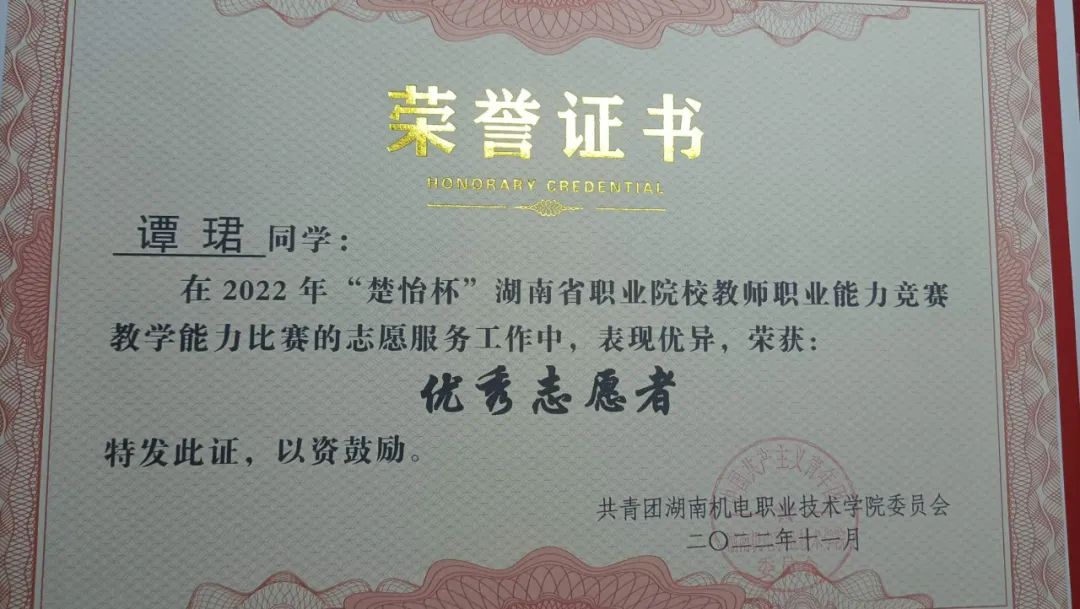 荣誉证书
HONORARY CREDENTIAL
谭珺同学：
在2022年“楚怡杯”湖南省职业院校教师职业能力竞赛
教学能力比赛的志愿服务工作中，表现优异，荣获：
优秀志愿者
特发此证，以资鼓励。
共青团湖南机电职业技术学院委员会
二〇二二年十一月